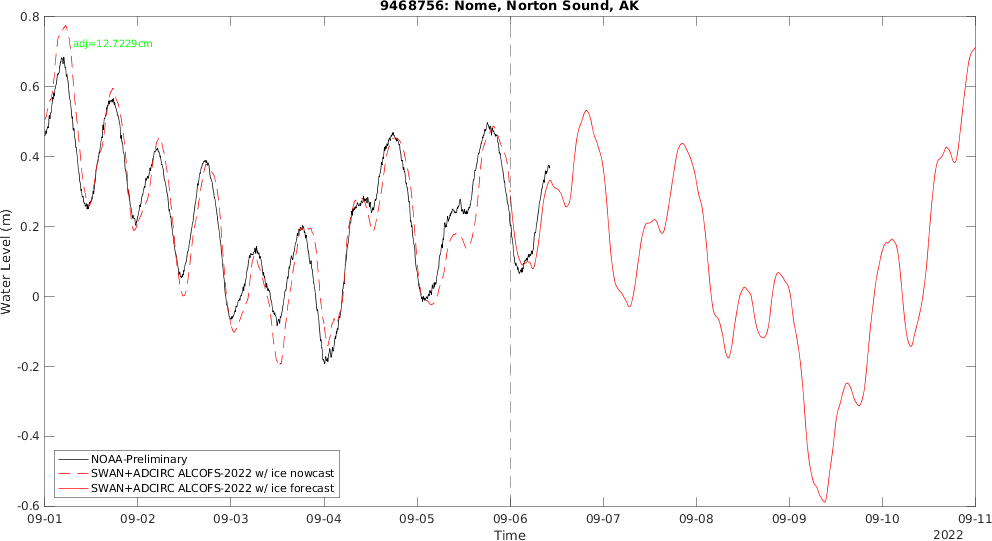 9468756: Nome, Norton Sound, AK
adj=12.7229cm
0.8
0.6
0.4
0.2
0
-0.2
-0.4
-0.6
Water Level (m)
NOAA-Preliminary
SWAN+ADCIRC ALCOFS-2022 w/ ice nowcast
SWAN+ADCIRC ALCOFS-2022 w/ ice forecast
09-01 09-02 09-03 09-04 09-05 09-06 09-07 09-08 09-09 09-10 09-11
Time
2022